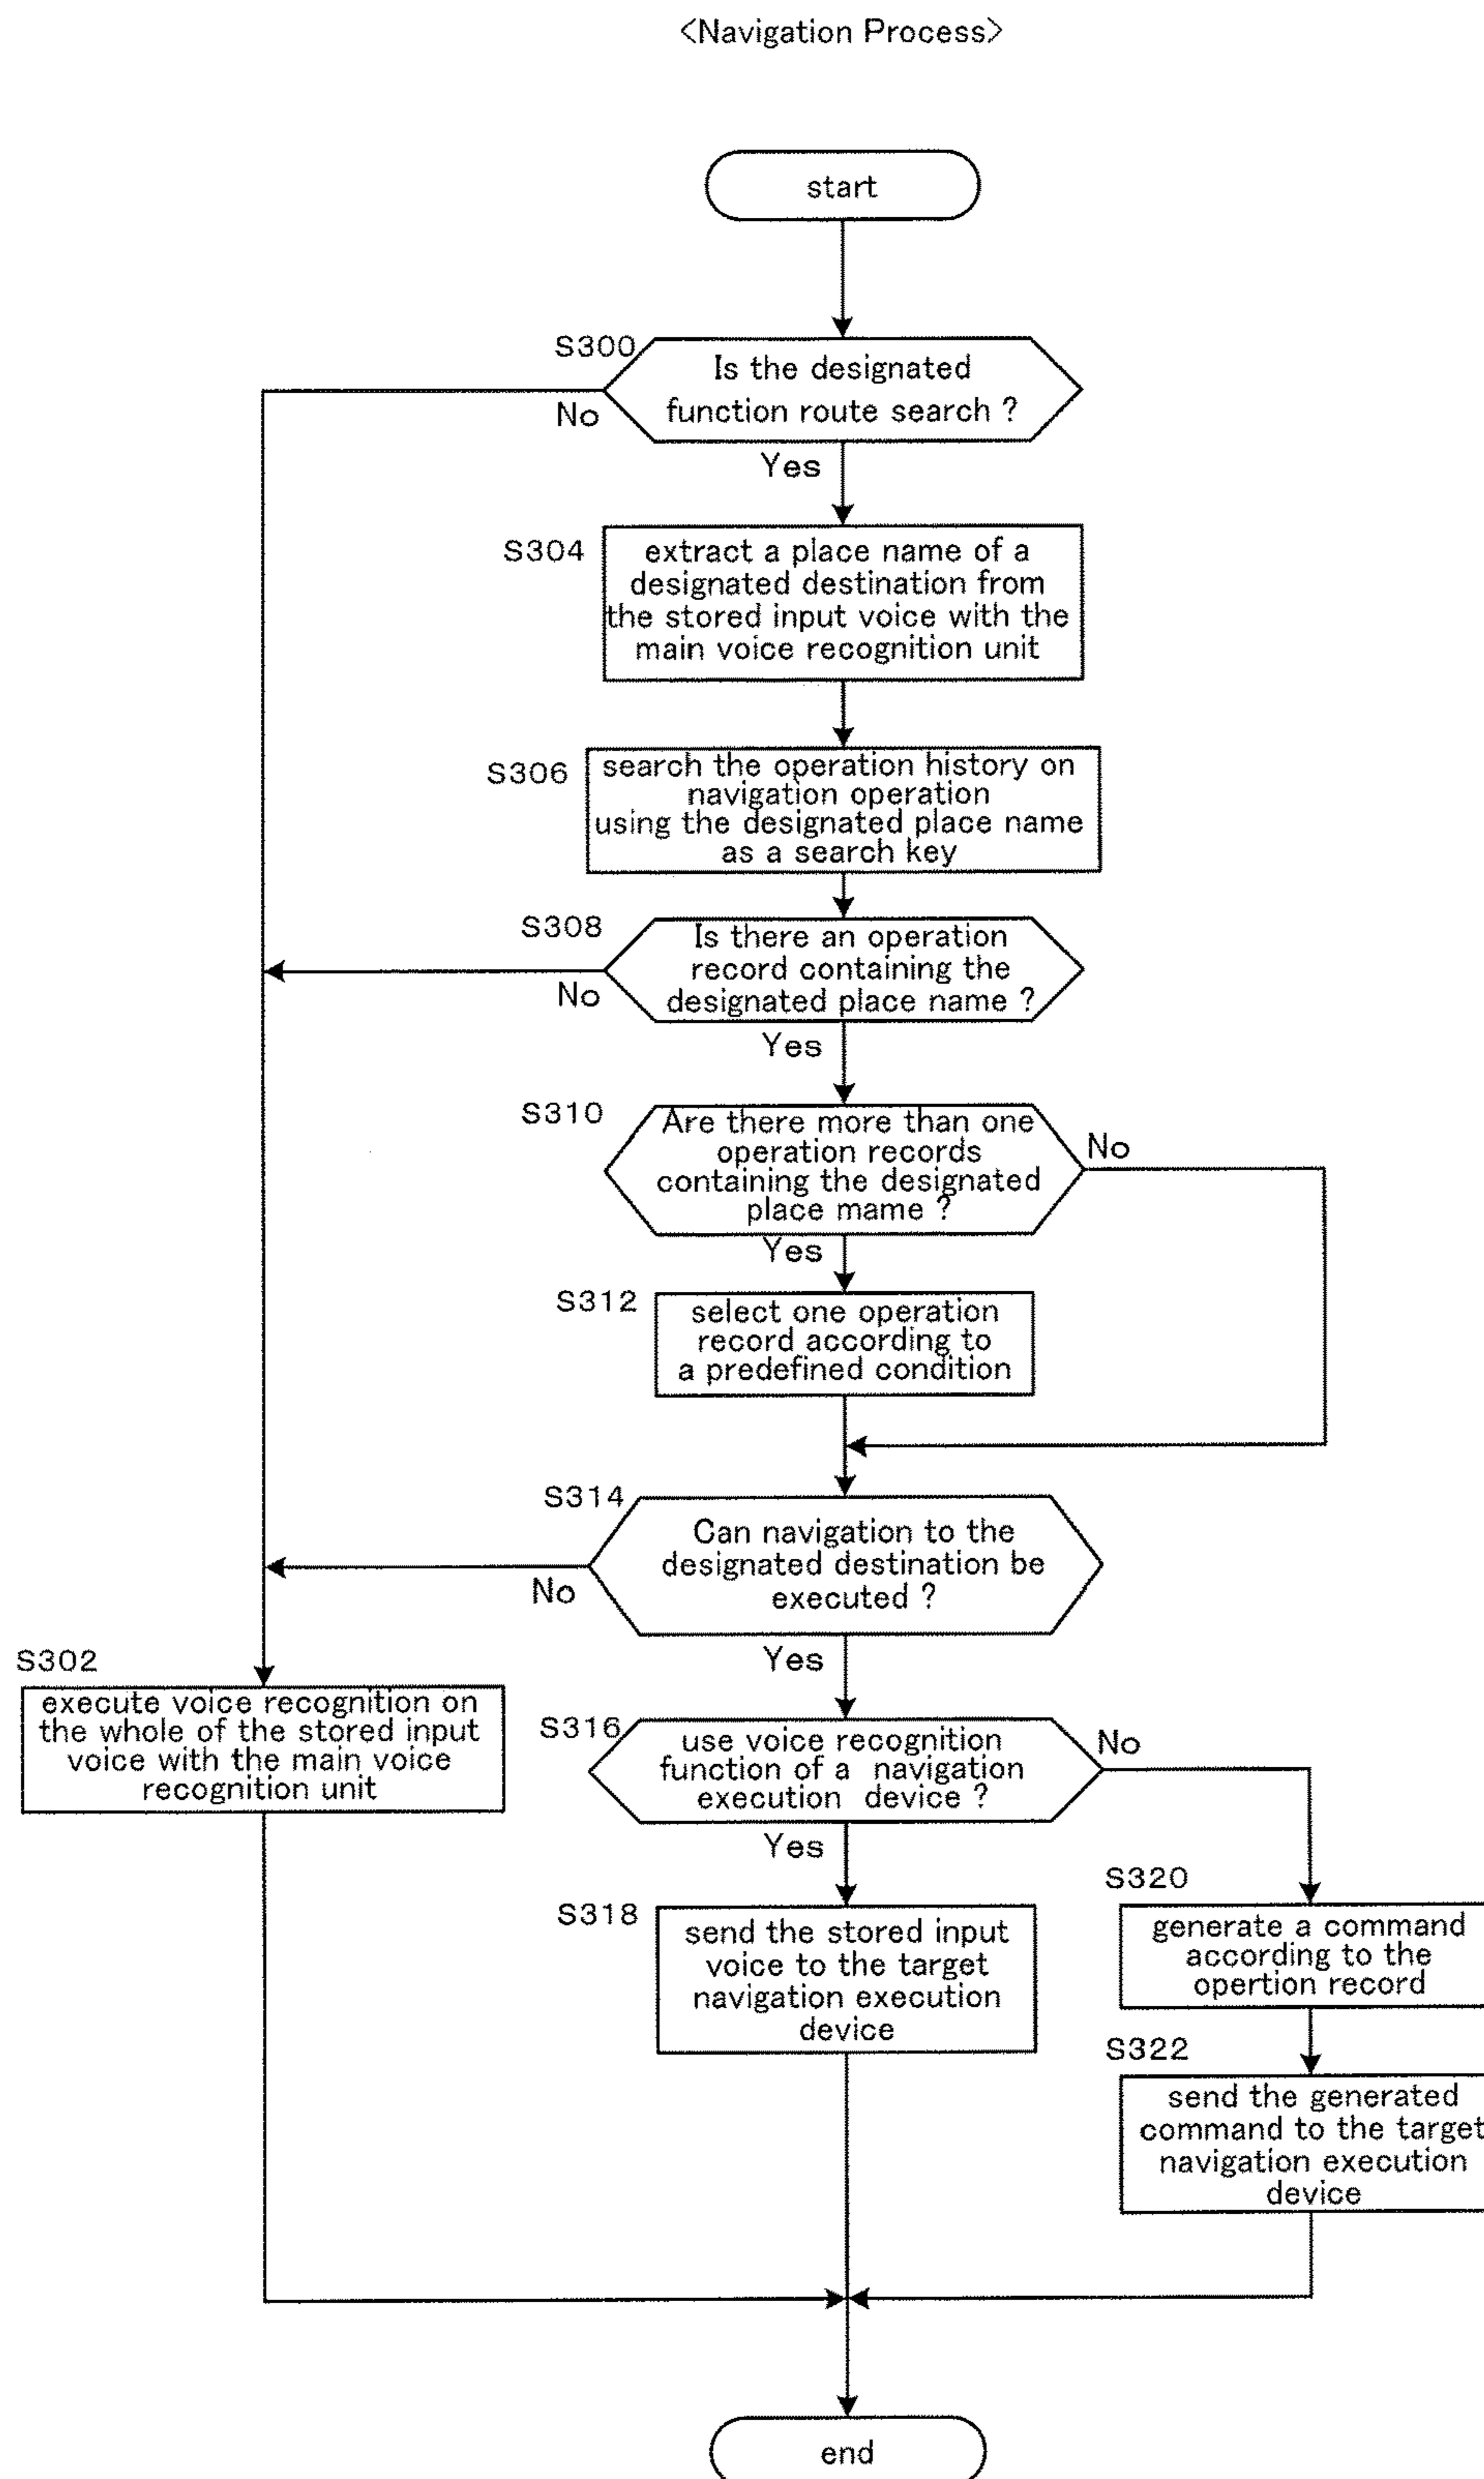 <Navigation Process>
start
S300
Is the designated
function route search ?
No
Yes
S304
extract a place name of a
designated destination from
the stored input voice with the
main voice recognition unit
S306
search the operation history on
navigation operation
using the designated place name
as a search key
S308
Is there an operation
record containing the
designated place name ?
No
Yes
S310
Are there more than one
operation records
containing the designated
place mame ?
No
Yes
S312
select one operation
record according to
a predefined condition
S314
Can navigation to the
designated destination be
executed ?
No
Yes
S302
execute voice recognition on
the whole of the stored input
voice with the main voice
recognition unit
S316
use voice recognition
function of a navigation
execution device ?
No
Yes
S318
send the stored input
voice to the target
navigation execution
device
S320
generate a command
according to the
opertion record
S322
send the generated
command to the target
navigation execution
device
end